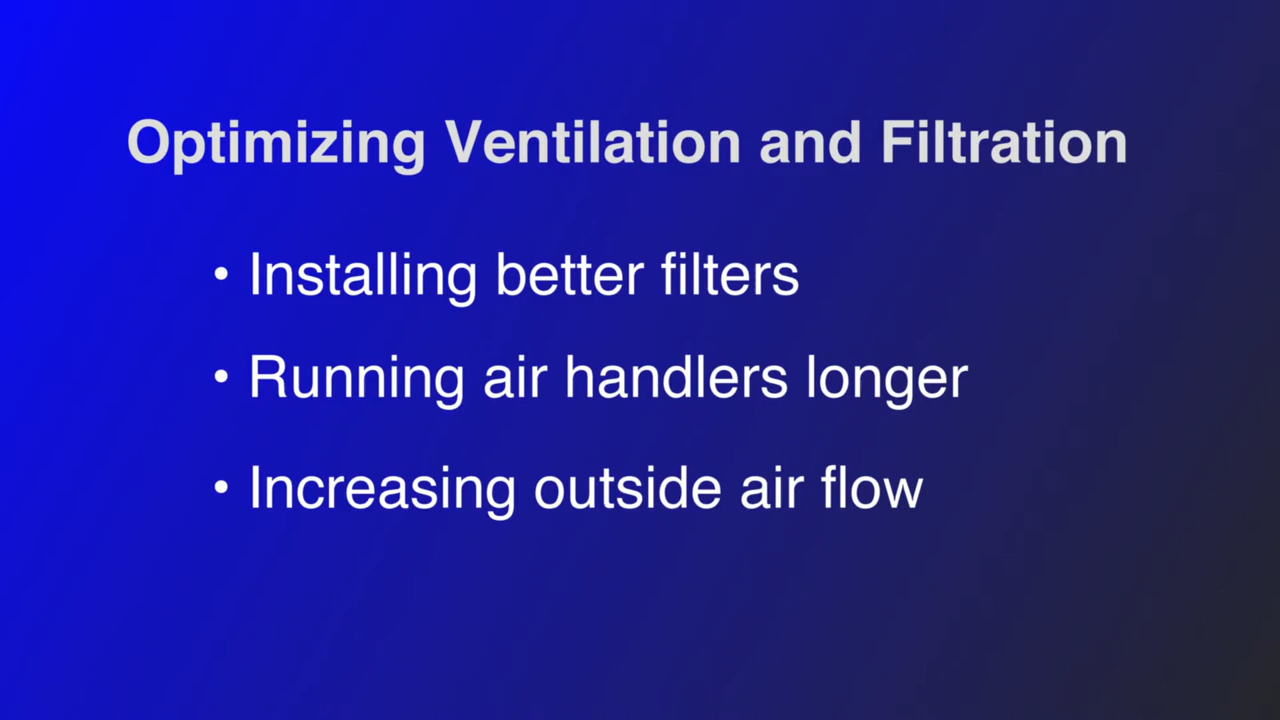 Optimizing Ventilation and Filtration
• Installing better filters
• Running air handlers longer
• Increasing outside air flow